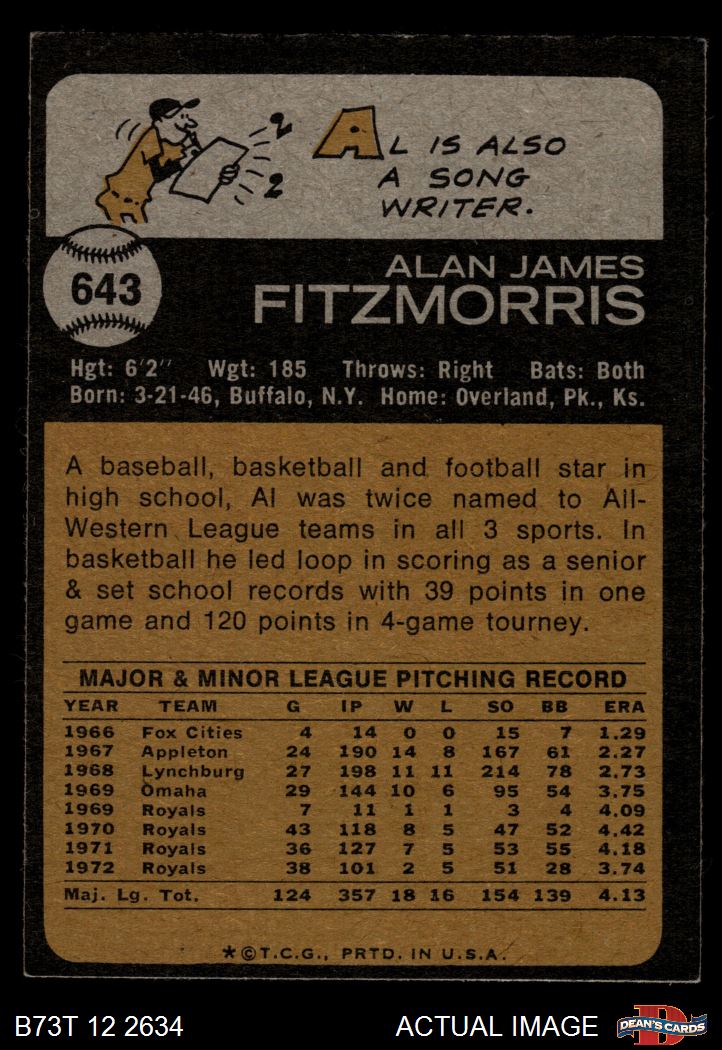 2
2
AL IS ALSO
A SONG
WRITER.
643
ALAN JAMES
FITZMORRIS
Hgt: 6'2" Wgt: 185 Throws: Right Bats: Both
Born: 3-21-46, Buffalo, N.Y. Home: Overland, Pk., Ks.
A baseball, basketball and football star in
high school, Al was twice named to All-
Western League teams in all 3 sports. In
basketball he led loop in scoring as a senior
& set school records with 39 points in one
game and 120 points in 4-game tourney.
MAJOR & MINOR LEAGUE PITCHING RECORD
YEAR TEAM G IP W L SO BB ERA
1966 Fox Cities 4 14 0 0 15 7 1.29
1967 Appleton 24 190 14 8 167 61 2.27
1968 Lynchburg 27 198 11 11 214 78 2.73
1969 Omaha 29 144 10 6 95 54 3.75
1969 Royals 7 11 1 1 3 4 4.09
1970 Royals 43 118 8 5 47 52 4.42
1971 Royals 36 127 7 5 53 55 4.18
1972 Royals 38 101 2 5 51 28 3.74
Maj. Lg. Tot. 124 357 18 16 154 139 4.13
*©T.C.G., PRTD. IN U.S.A.
B73T 12 2634 ACTUAL IMAGE D DEAN'S CARDS